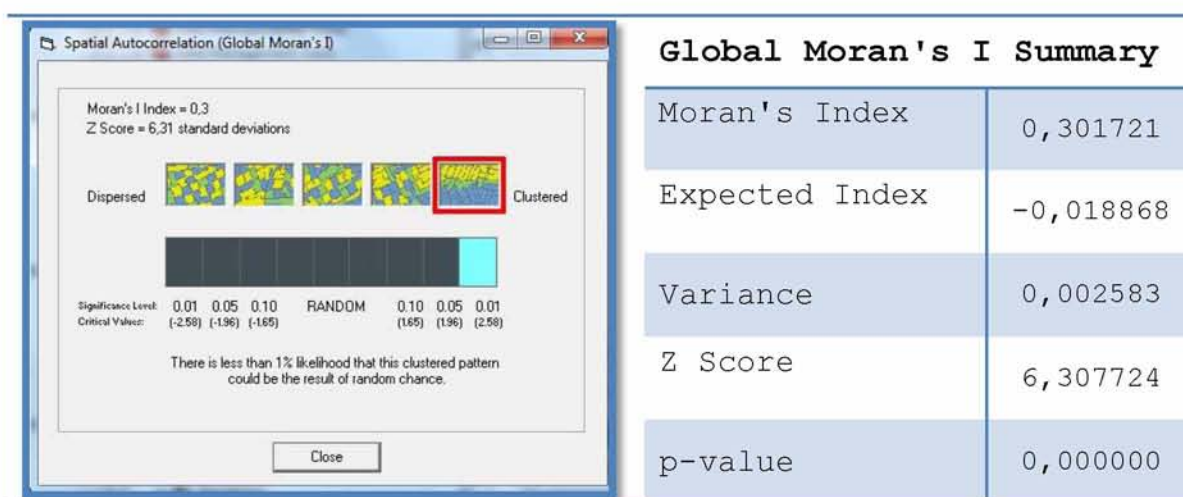 Spatial Autocorrelation (Global Moran's I)
Moran's I Index = 0,3
Z Score = 6,31 standard deviations
Dispersed
Clustered
Significance Level: 0.01 0.05 0.10 RANDOM 0.10 0.05 0.01
Critical Values: (-2.58) (-1.96) (-1.65) (1.65) (1.96) (2.58)
There is less than 1% likelihood that this clustered pattern
could be the result of random chance.
Close
Global Moran's I Summary
Moran's Index 0,301721
Expected Index -0,018868
Variance 0,002583
Z Score 6,307724
p-value 0,000000